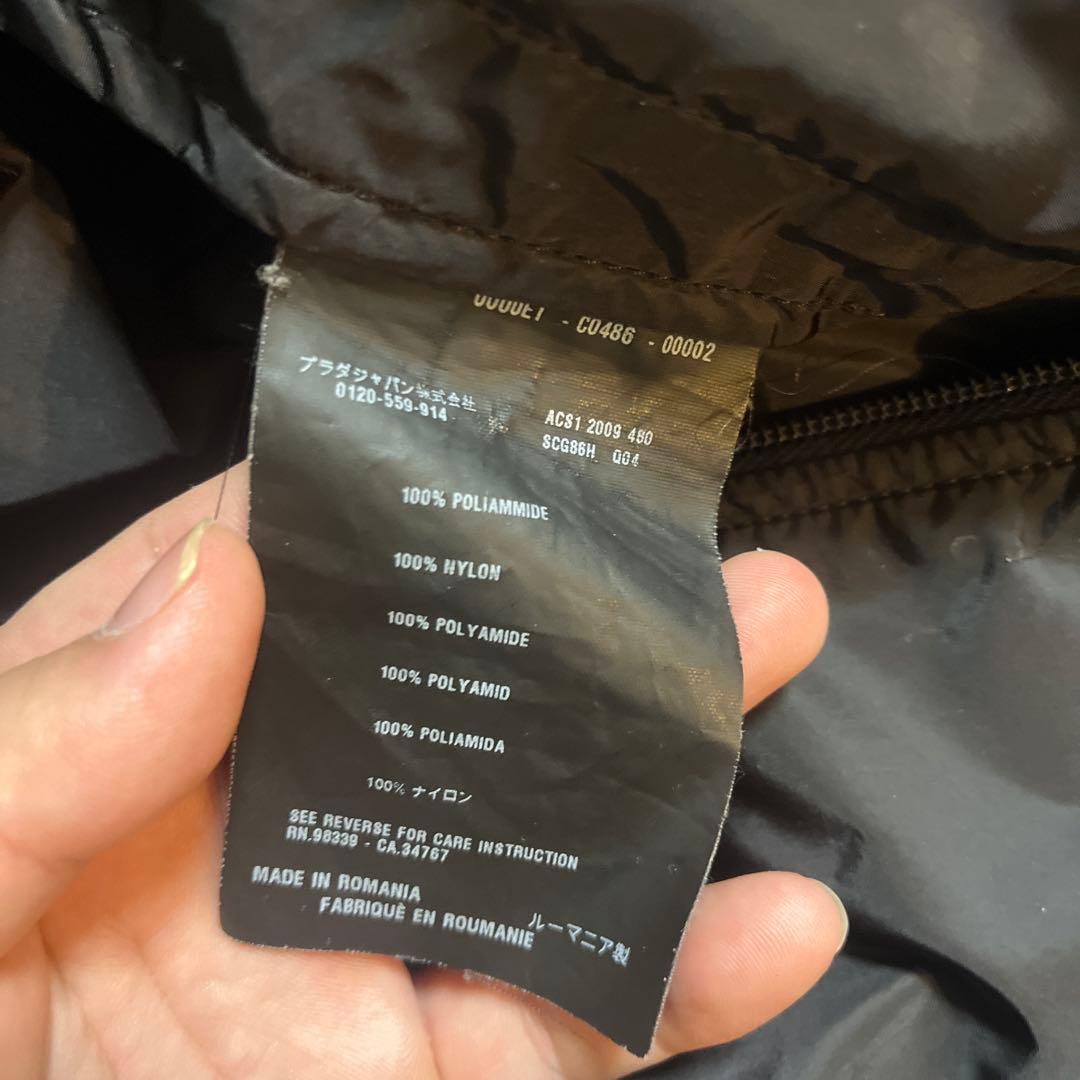 - C0486 - 00002
プラダジャパン株式会社
0120-559-914
ACS1 2009 480
SCG86H Q04
100% POLIAMMIDE
100% NYLON
100% POLYAMIDE
100% POLYAMID
100% POLIAMIDA
100% ナイロン
SEE REVERSE FOR CARE INSTRUCTION
RN.98339 - CA.34767
MADE IN ROMANIA
FABRIQUÈ EN ROUMANIE
ルーマニア製